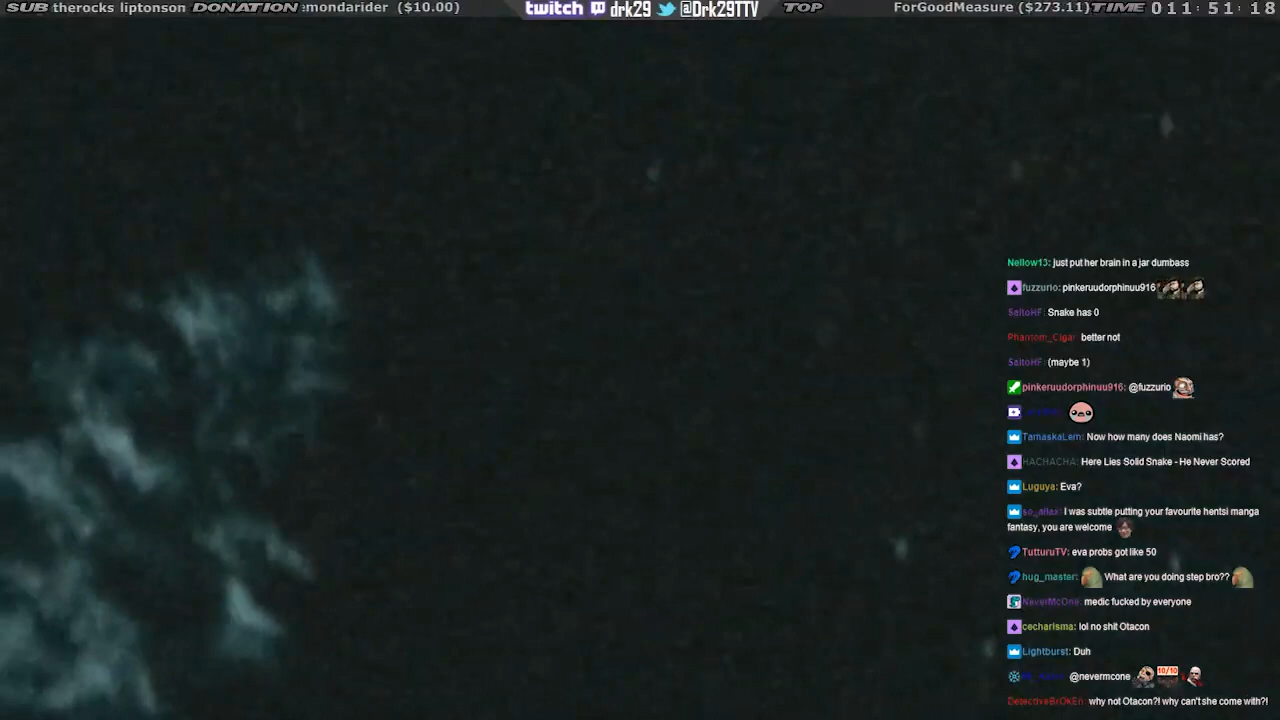 SUB therocks liptonson DONATION :mondarider ($10.00) twitch drk29 @Drk29TTV TOP ForGoodMeasure ($273.11) TIME 011:51:18
Nellow13: just put her brain in a jar dumbass
fuzzurio: pinkeruudorphinuu916
SaltoHF: Snake has 0
Phantom_Cigar: better not
SaltoHF: (maybe 1)
pinkeruudorphinuu916: @fuzzurio
TamaskaLem: Now how many does Naomi has?
HACHACHA: Here Lies Solid Snake - He Never Scored
Luguya: Eva?
so_allax: I was subtle putting your favourite hentsi manga
fantasy, you are welcome
TutturuTV: eva probs got like 50
hug_master: What are you doing step bro??
NeverMcOne: medic fucked by everyone
cecharisma: lol no shit Otacon
Lightburst: Duh
@nevermcone 10/10
DetectiveBrOkEn: why not Otacon?! why can't she come with?!